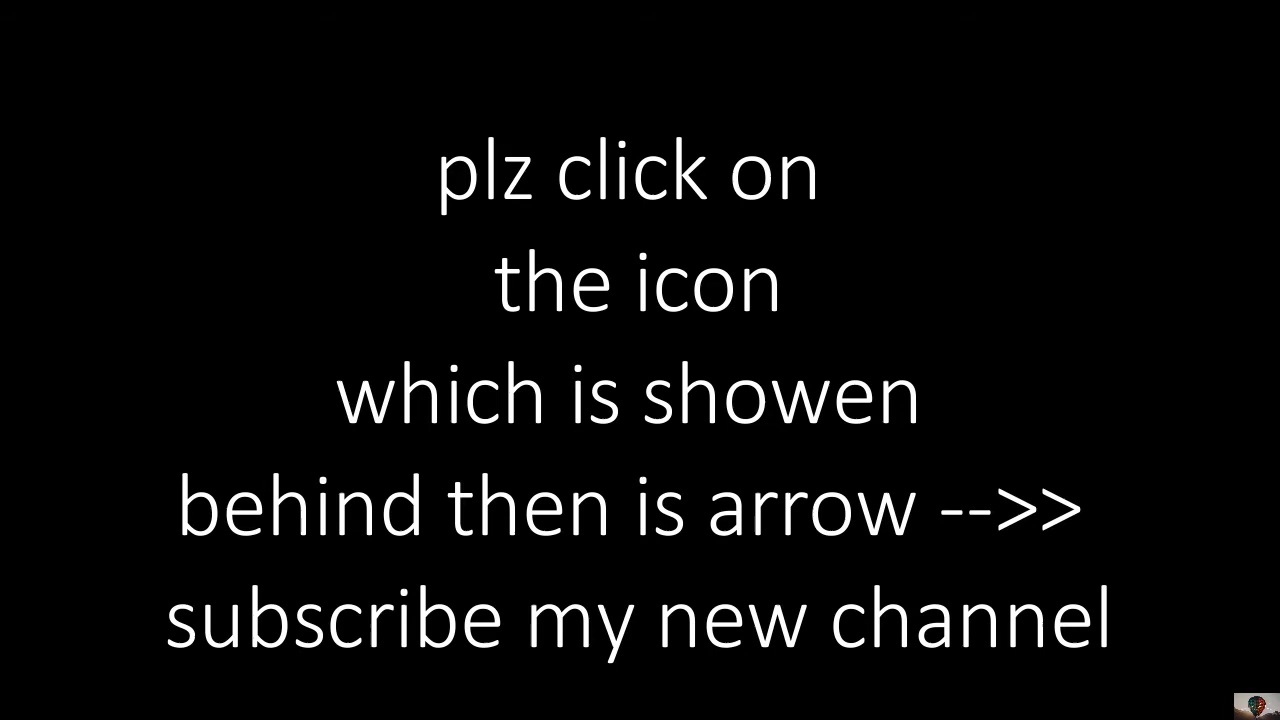 plz click on
the icon
which is showen
behind then is arrow -->>
subscribe my new channel